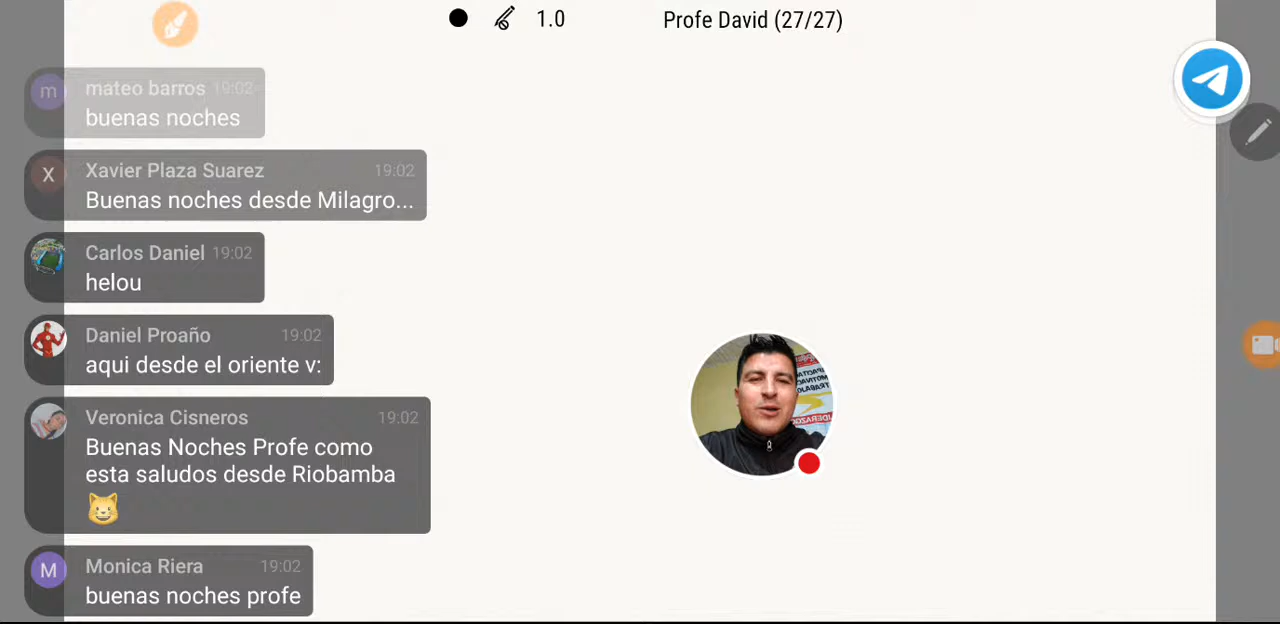 1.0
Profe David (27/27)
m
mateo barros 19:02
buenas noches
X
Xavier Plaza Suarez 19:02
Buenas noches desde Milagro...
Carlos Daniel 19:02
helou
Daniel Proaño 19:02
aqui desde el oriente v:
Veronica Cisneros 19:02
Buenas Noches Profe como
esta saludos desde Riobamba
😺
M
Monica Riera 19:02
buenas noches profe